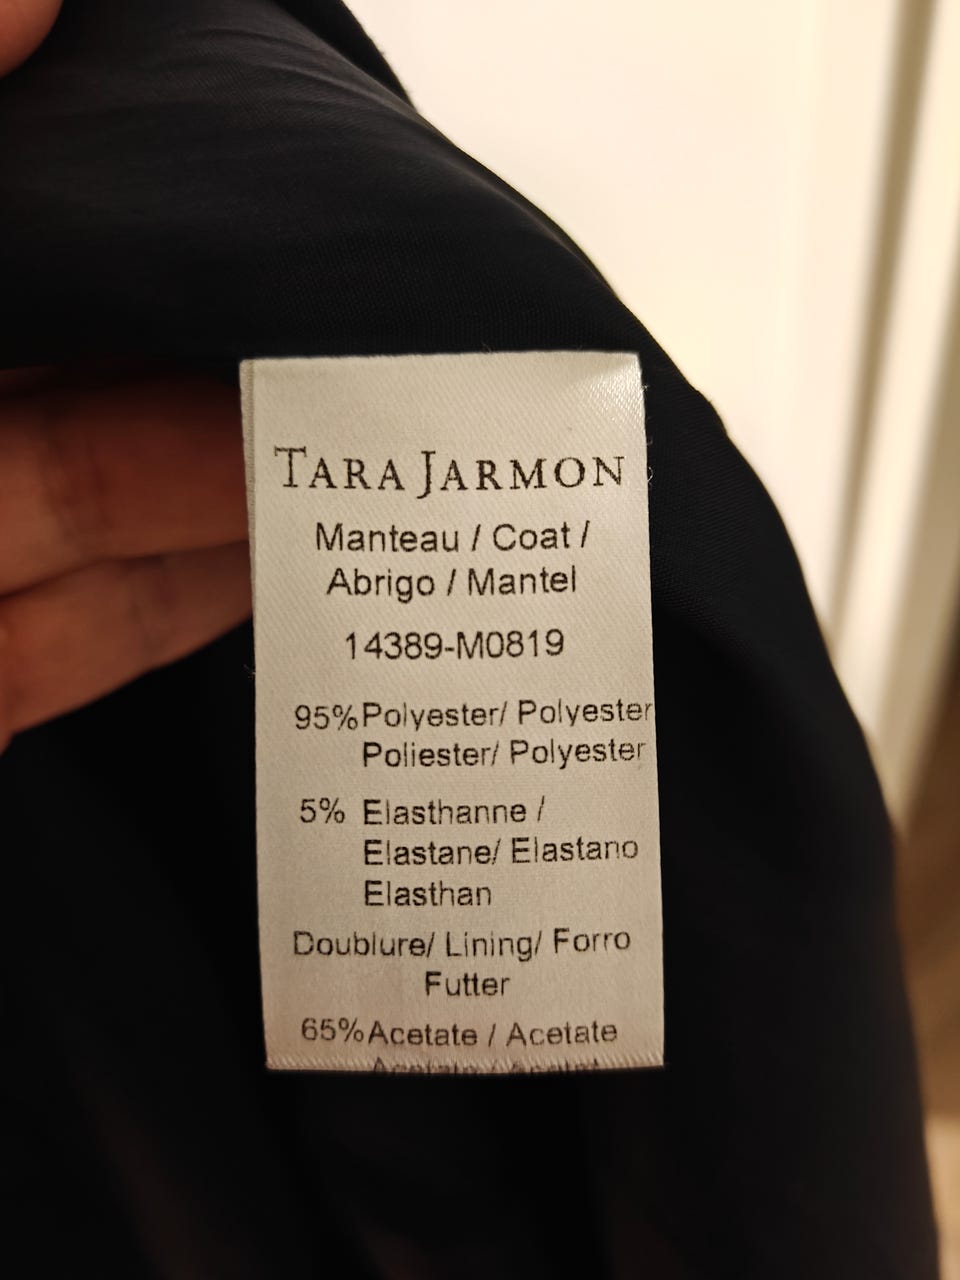 TARA JARMON
Manteau / Coat /
Abrigo / Mantel
14389-M0819
95% Polyester/ Polyester
Poliester/ Polyester
5% Elasthanne /
Elastane/ Elastano
Elasthan
Doublure/ Lining/ Forro
Futter
65% Acetate / Acetate